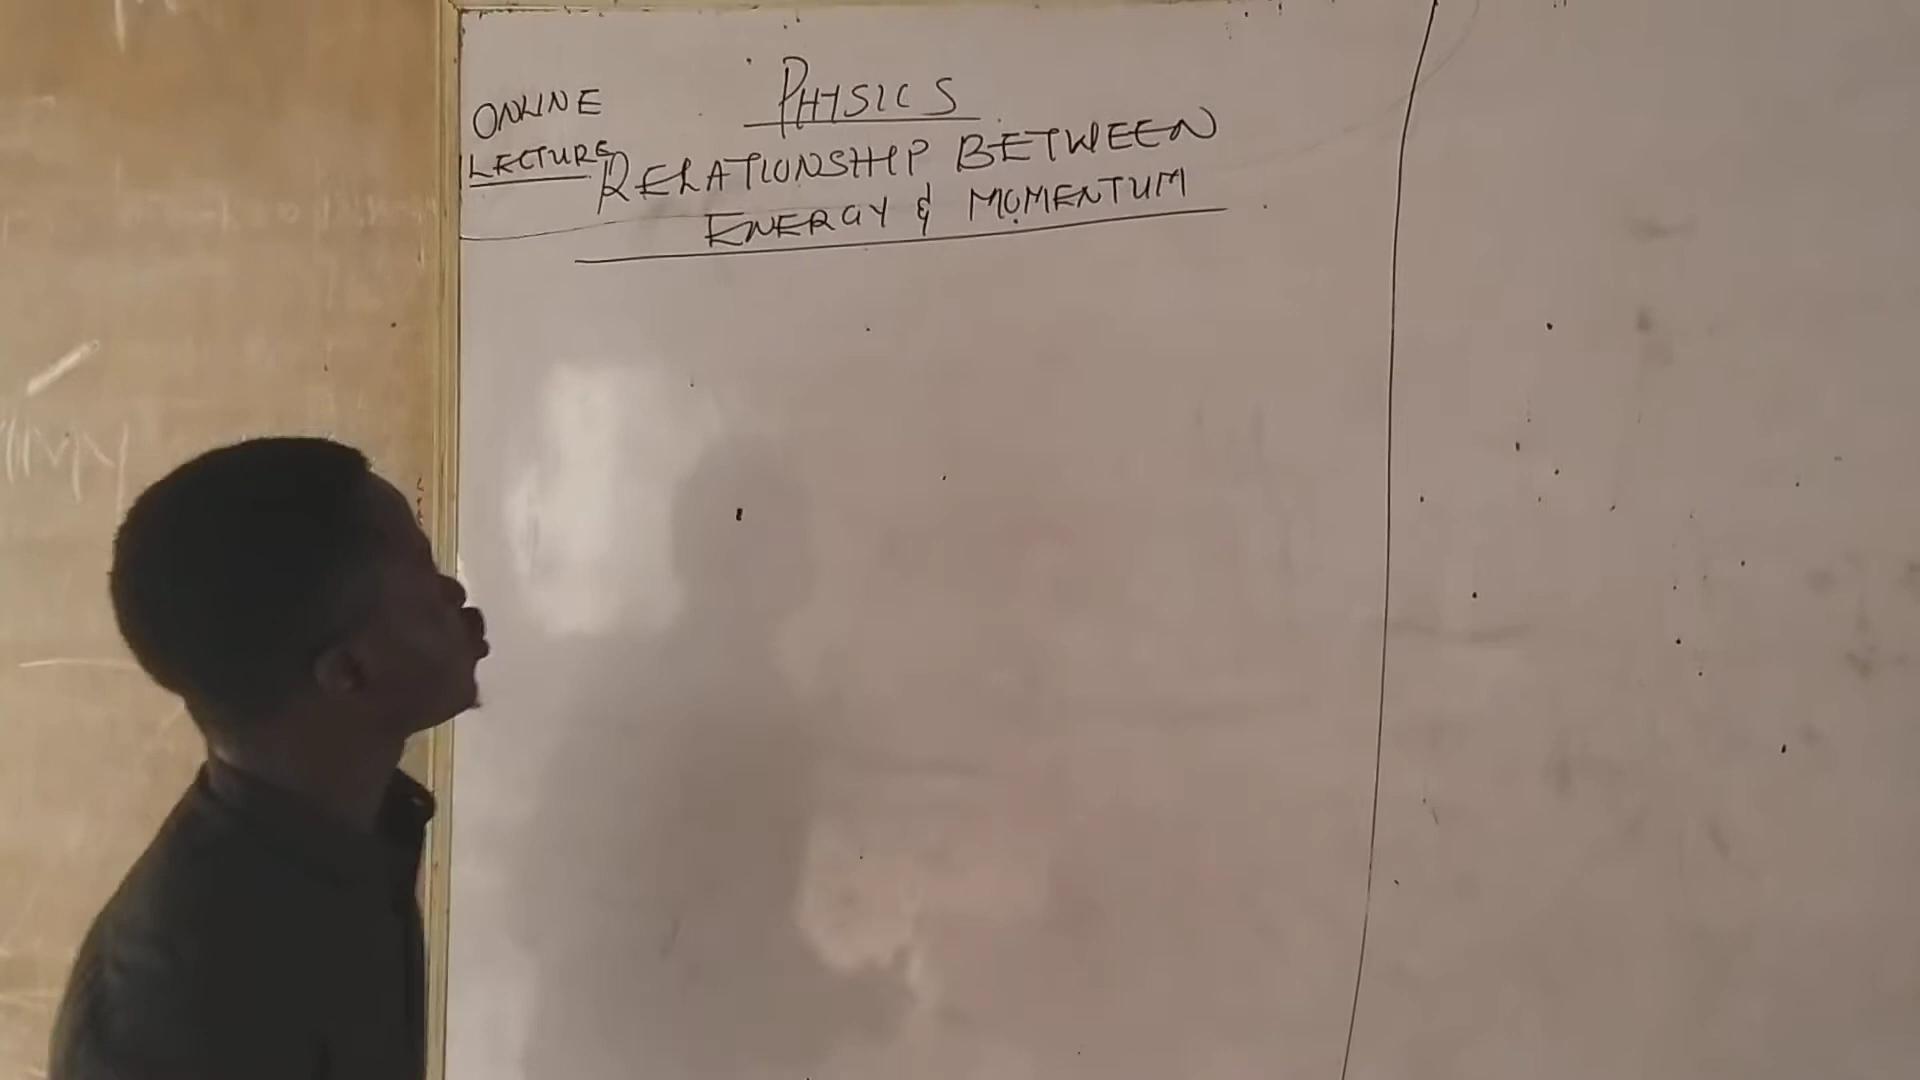 ONLINE
LECTURE
PHYSICS
RELATIONSHIP BETWEEN
ENERGY & MOMENTUM